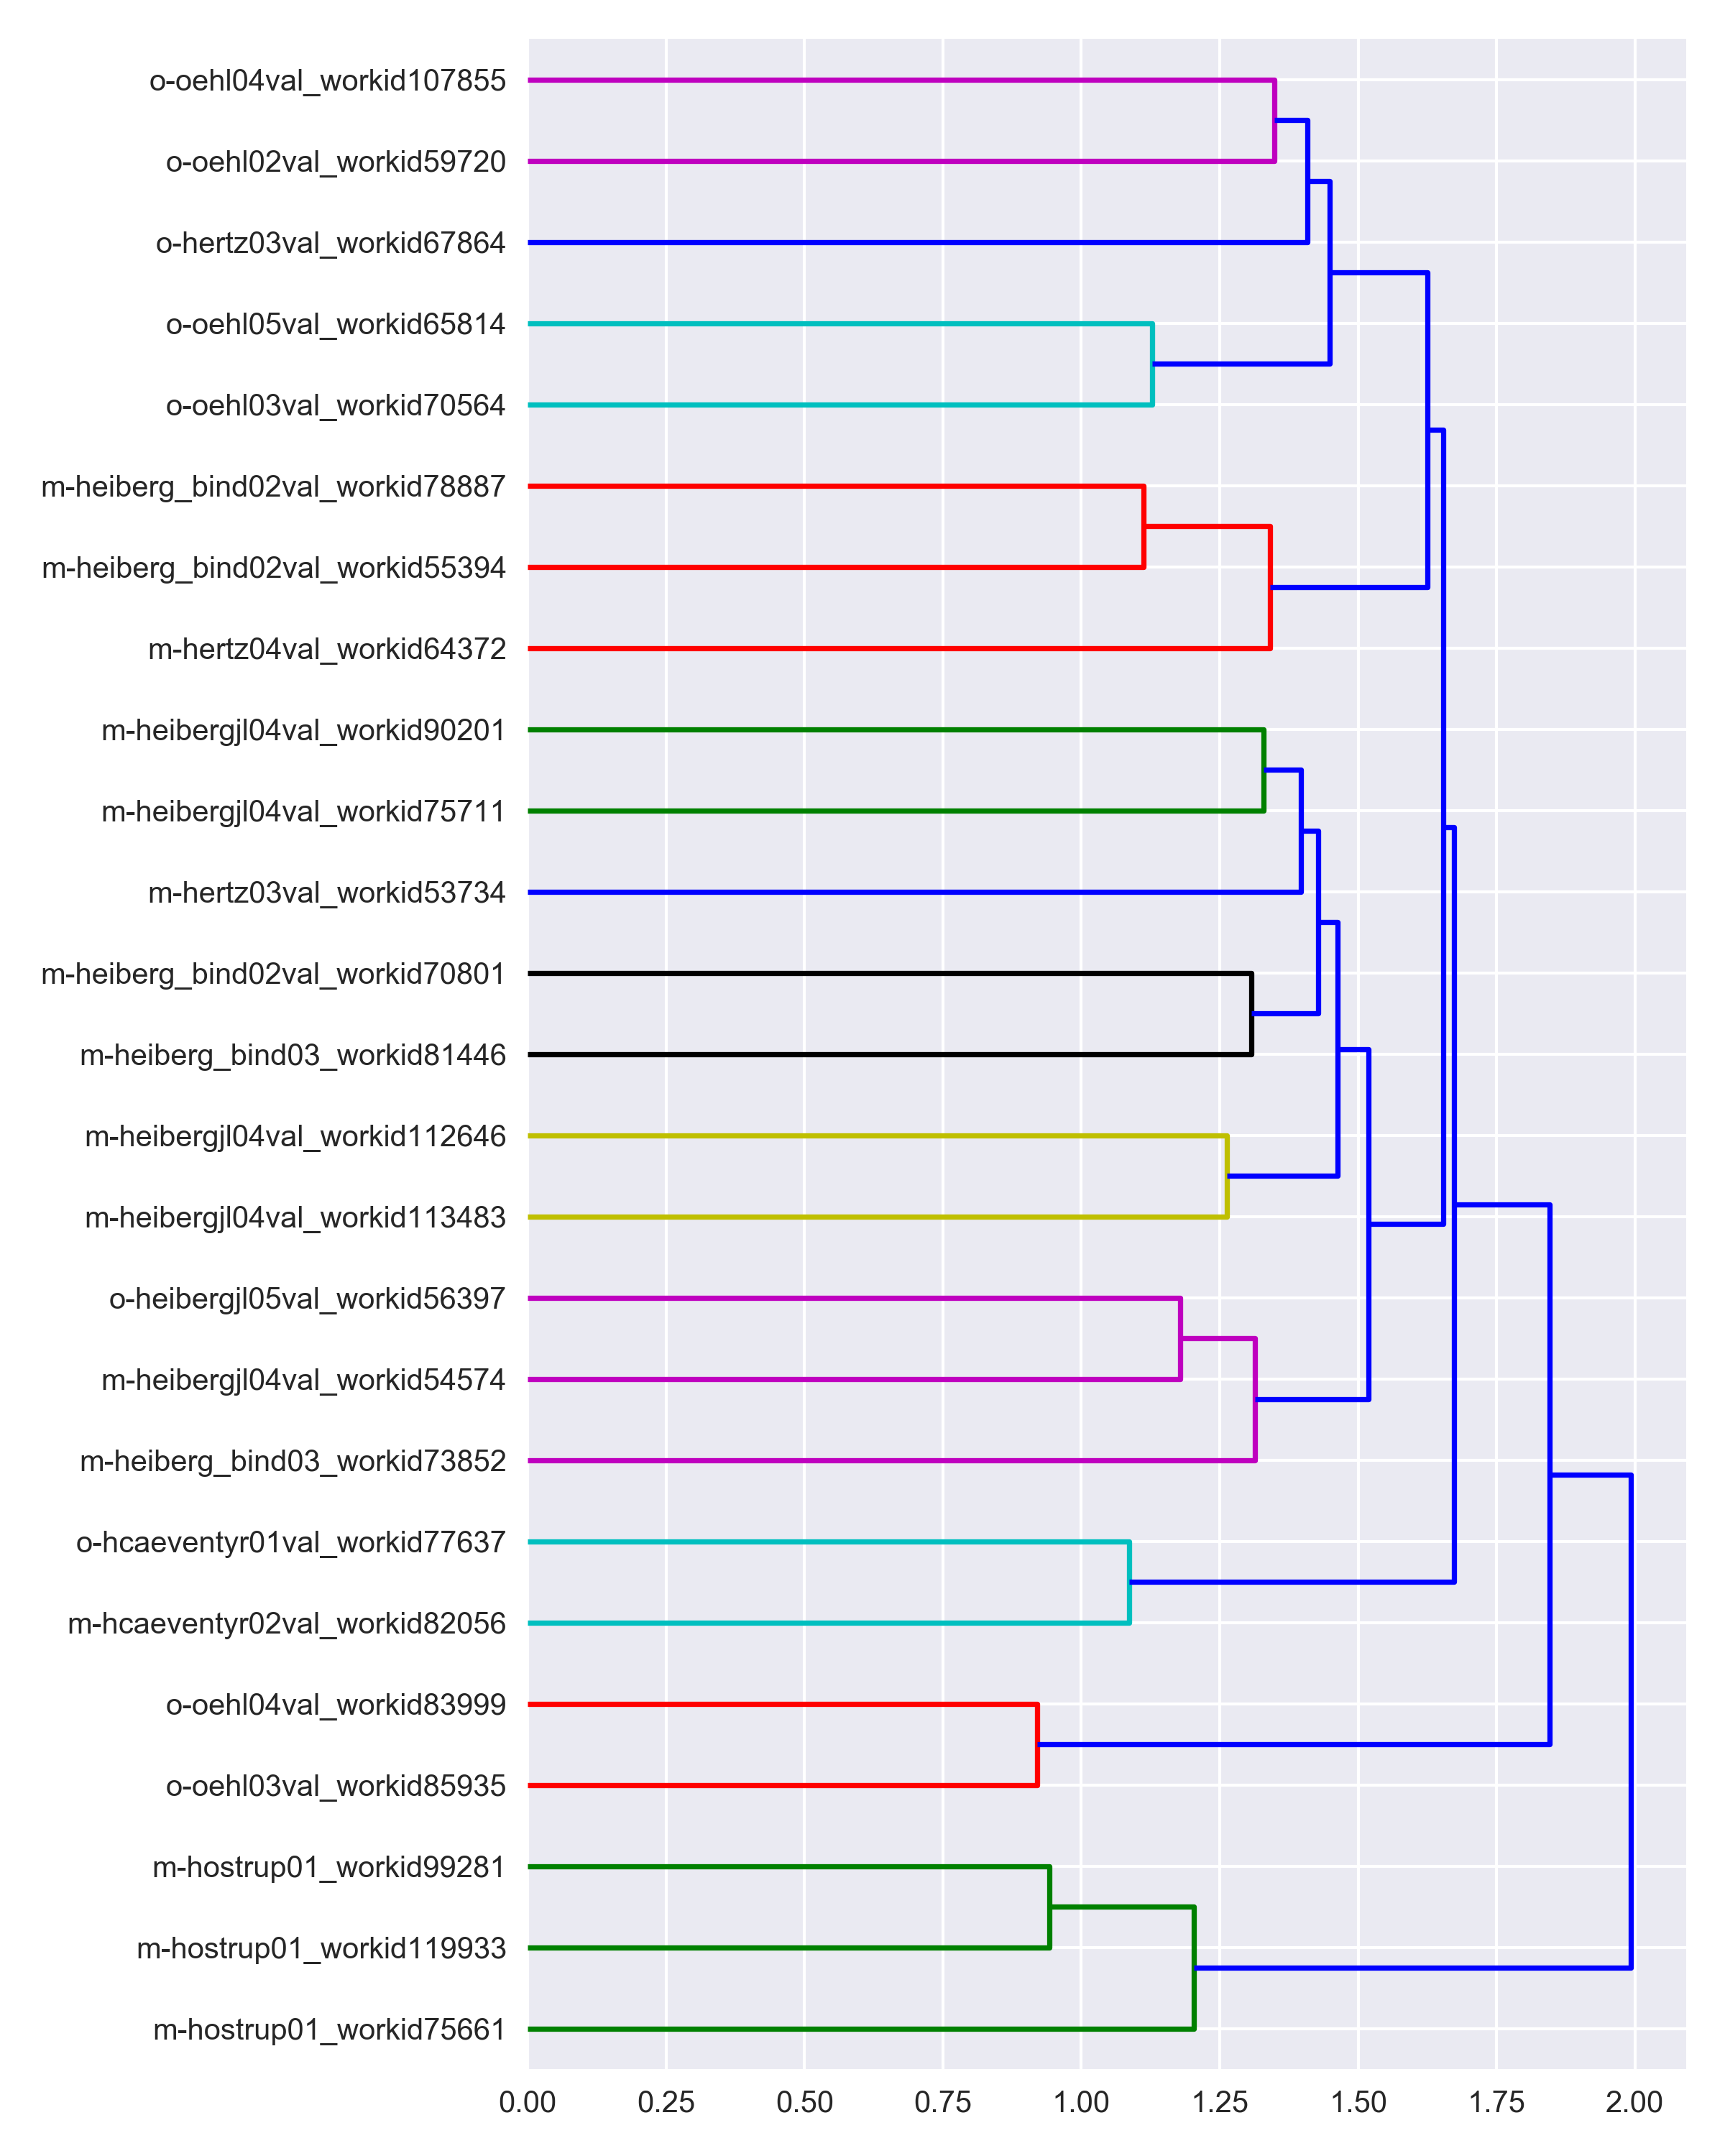 o-oehl04val_workid107855
o-oehl02val_workid59720
o-hertz03val_workid67864
o-oehl05val_workid65814
o-oehl03val_workid70564
m-heiberg_bind02val_workid78887
m-heiberg_bind02val_workid55394
m-hertz04val_workid64372
m-heibergjl04val_workid90201
m-heibergjl04val_workid75711
m-hertz03val_workid53734
m-heiberg_bind02val_workid70801
m-heiberg_bind03_workid81446
m-heibergjl04val_workid112646
m-heibergjl04val_workid113483
o-heibergjl05val_workid56397
m-heibergjl04val_workid54574
m-heiberg_bind03_workid73852
o-hcaeventyr01val_workid77637
m-hcaeventyr02val_workid82056
o-oehl04val_workid83999
o-oehl03val_workid85935
m-hostrup01_workid99281
m-hostrup01_workid119933
m-hostrup01_workid75661
0.00 0.25 0.50 0.75 1.00 1.25 1.50 1.75 2.00